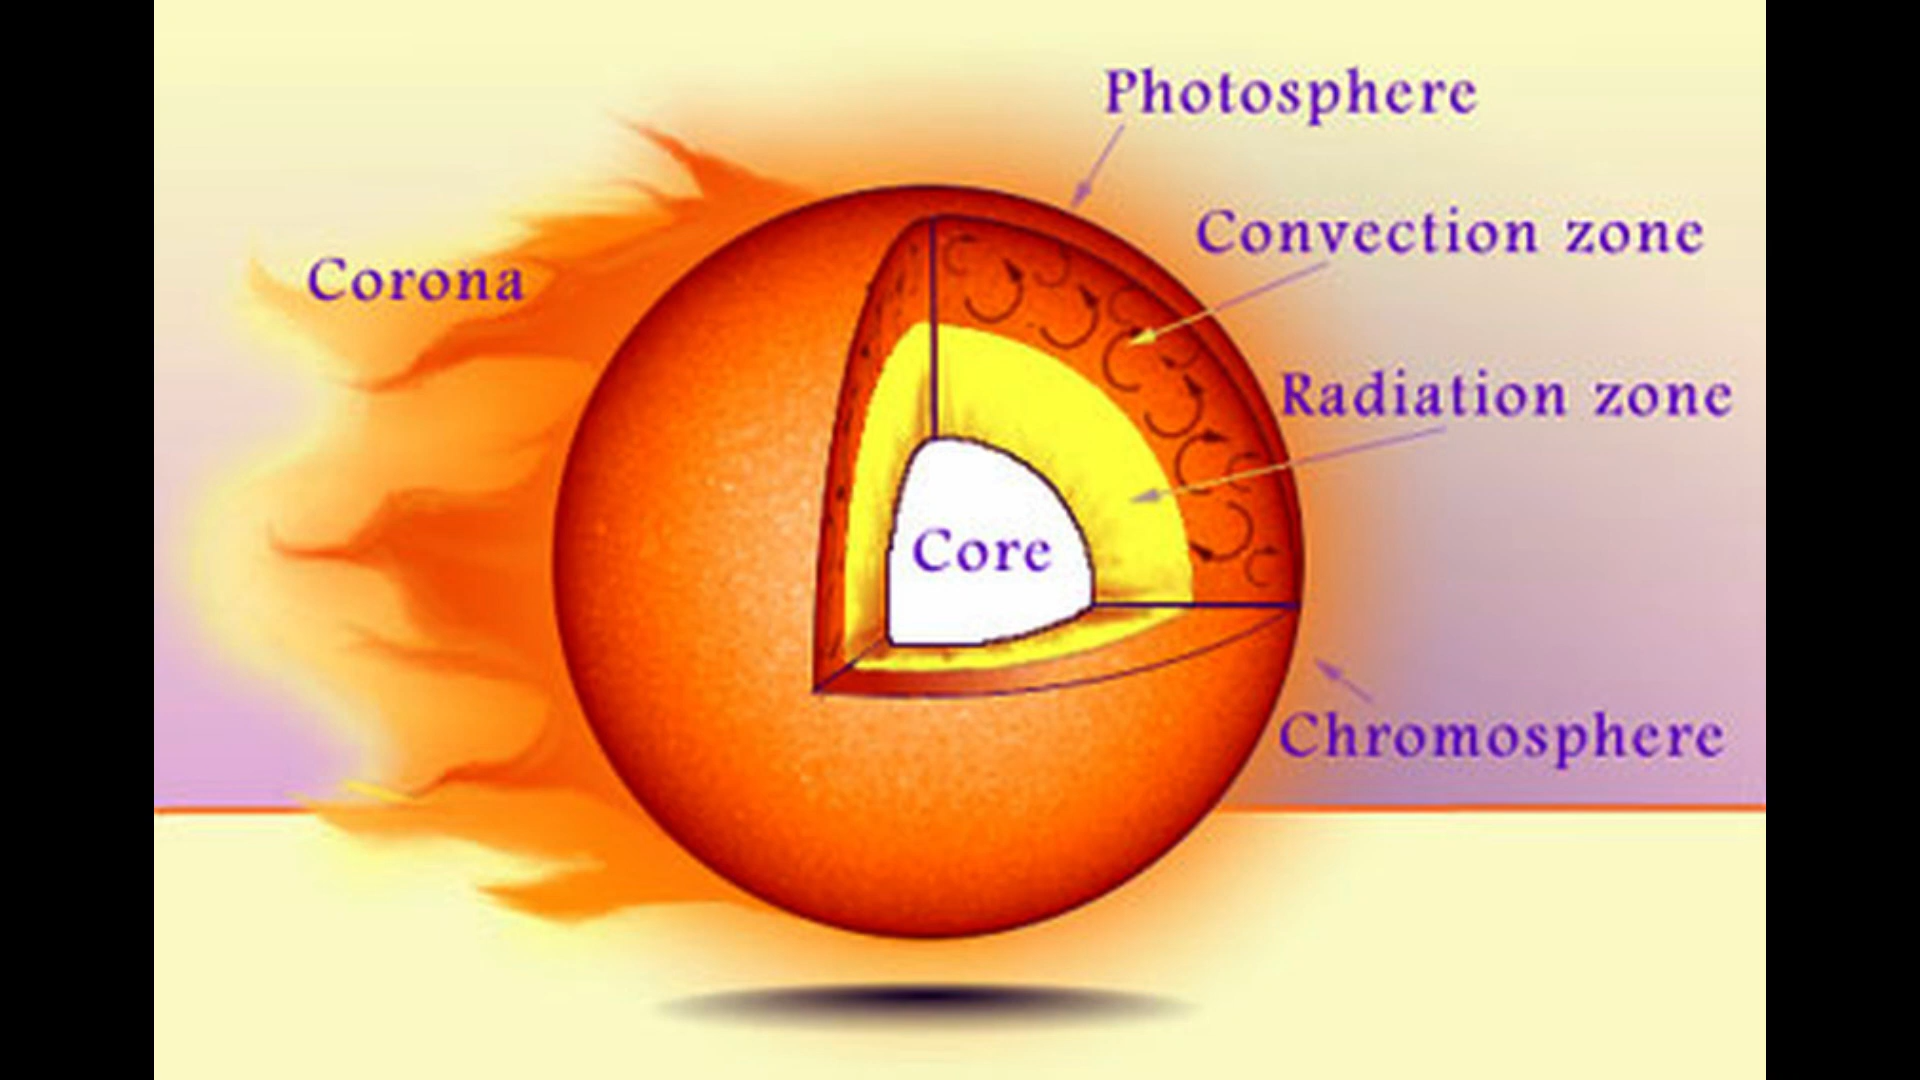 Photosphere
Convection zone
Corona
Radiation zone
Core
Chromosphere